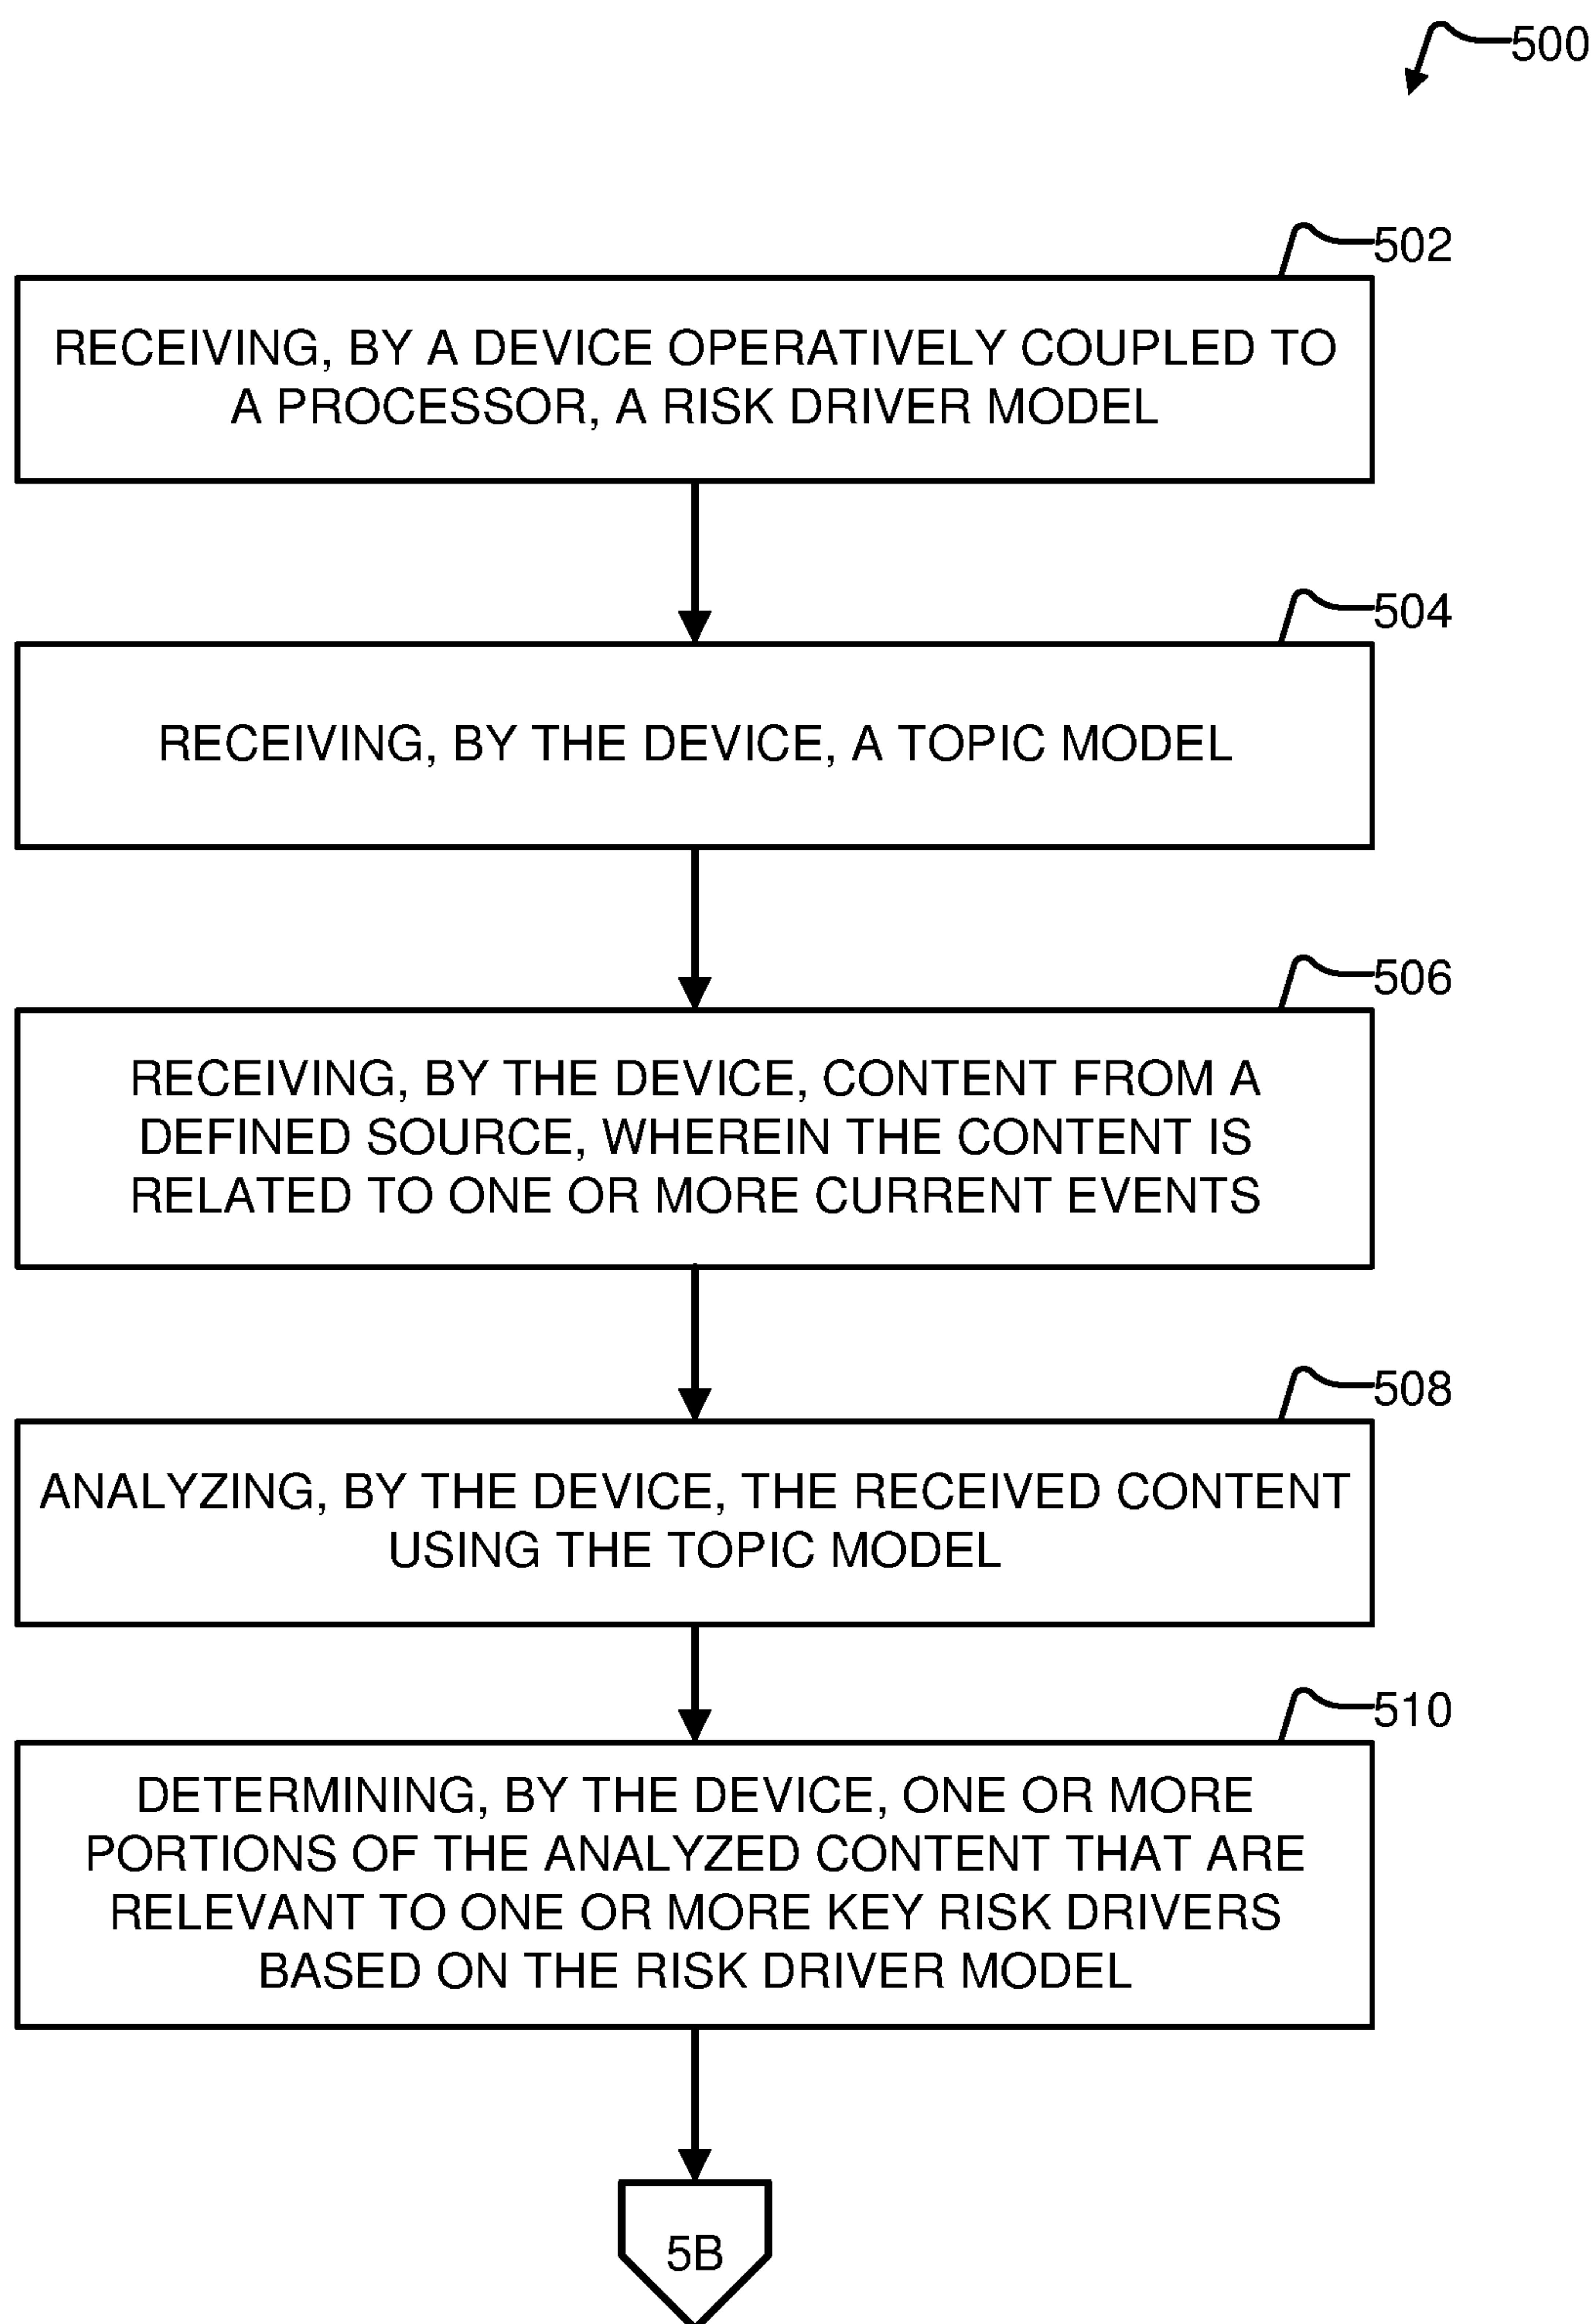 500
502
RECEIVING, BY A DEVICE OPERATIVELY COUPLED TO
A PROCESSOR, A RISK DRIVER MODEL
504
RECEIVING, BY THE DEVICE, A TOPIC MODEL
506
RECEIVING, BY THE DEVICE, CONTENT FROM A
DEFINED SOURCE, WHEREIN THE CONTENT IS
RELATED TO ONE OR MORE CURRENT EVENTS
508
ANALYZING, BY THE DEVICE, THE RECEIVED CONTENT
USING THE TOPIC MODEL
510
DETERMINING, BY THE DEVICE, ONE OR MORE
PORTIONS OF THE ANALYZED CONTENT THAT ARE
RELEVANT TO ONE OR MORE KEY RISK DRIVERS
BASED ON THE RISK DRIVER MODEL
5B